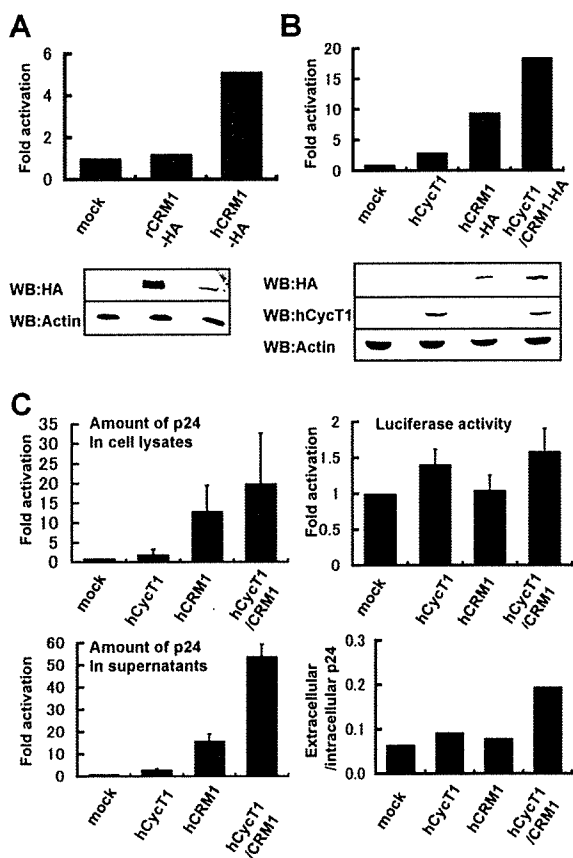 A
Fold activation
6
4
2
0
mock
rCRM1
-HA
hCRM1
-HA
WB:HA
WB:Actin
B
Fold activation
20
15
10
5
0
mock
hCycT1
hCRM1
-HA
hCycT1
/CRM1-HA
WB:HA
WB:hCycT1
WB:Actin
C
Amount of p24
In cell lysates
Fold activation
35
30
25
20
15
10
5
0
mock
hCycT1
hCRM1
hCycT1
/CRM1
Luciferase activity
Fold activation
2
1.5
1
0.5
0
mock
hCycT1
hCRM1
hCycT1
/CRM1
Amount of p24
In supernatants
Fold activation
60
50
40
30
20
10
0
mock
hCycT1
hCRM1
hCycT1
/CRM1
Extracellular
/intracellular p24
0.3
0.2
0.1
0.0
mock
hCycT1
hCRM1
hCycT1
/CRM1